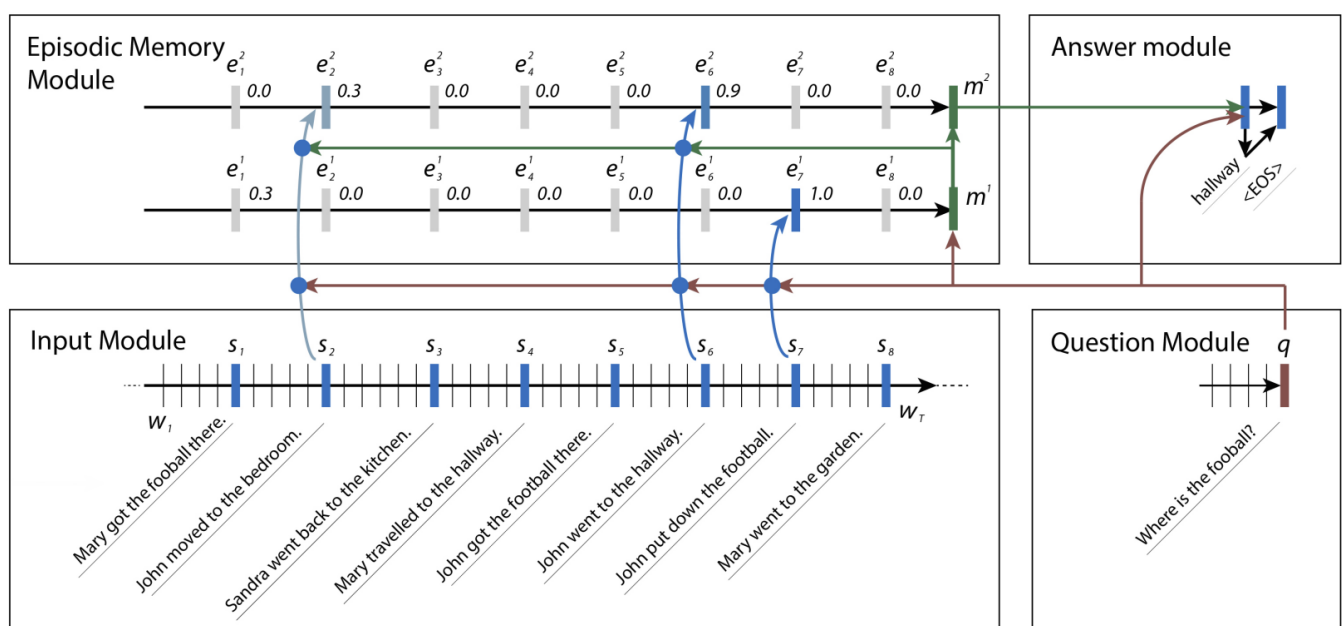 Episodic Memory
Module
e₁² 0.0 e₂² 0.3 e₃² 0.0 e₄² 0.0 e₅² 0.0 e₆² 0.9 e₇² 0.0 e₈² 0.0 m²
e₁¹ 0.3 e₂¹ 0.0 e₃¹ 0.0 e₄¹ 0.0 e₅¹ 0.0 e₆¹ 0.0 e₇¹ 1.0 e₈¹ 0.0 m¹
Answer module
hallway
<EOS>
Input Module
s₁ s₂ s₃ s₄ s₅ s₆ s₇ s₈
w₁ w_T
Mary got the fooball there.
John moved to the bedroom.
Sandra went back to the kitchen.
Mary travelled to the hallway.
John got the football there.
John went to the hallway.
John put down the football.
Mary went to the garden.
Question Module
q
Where is the fooball?